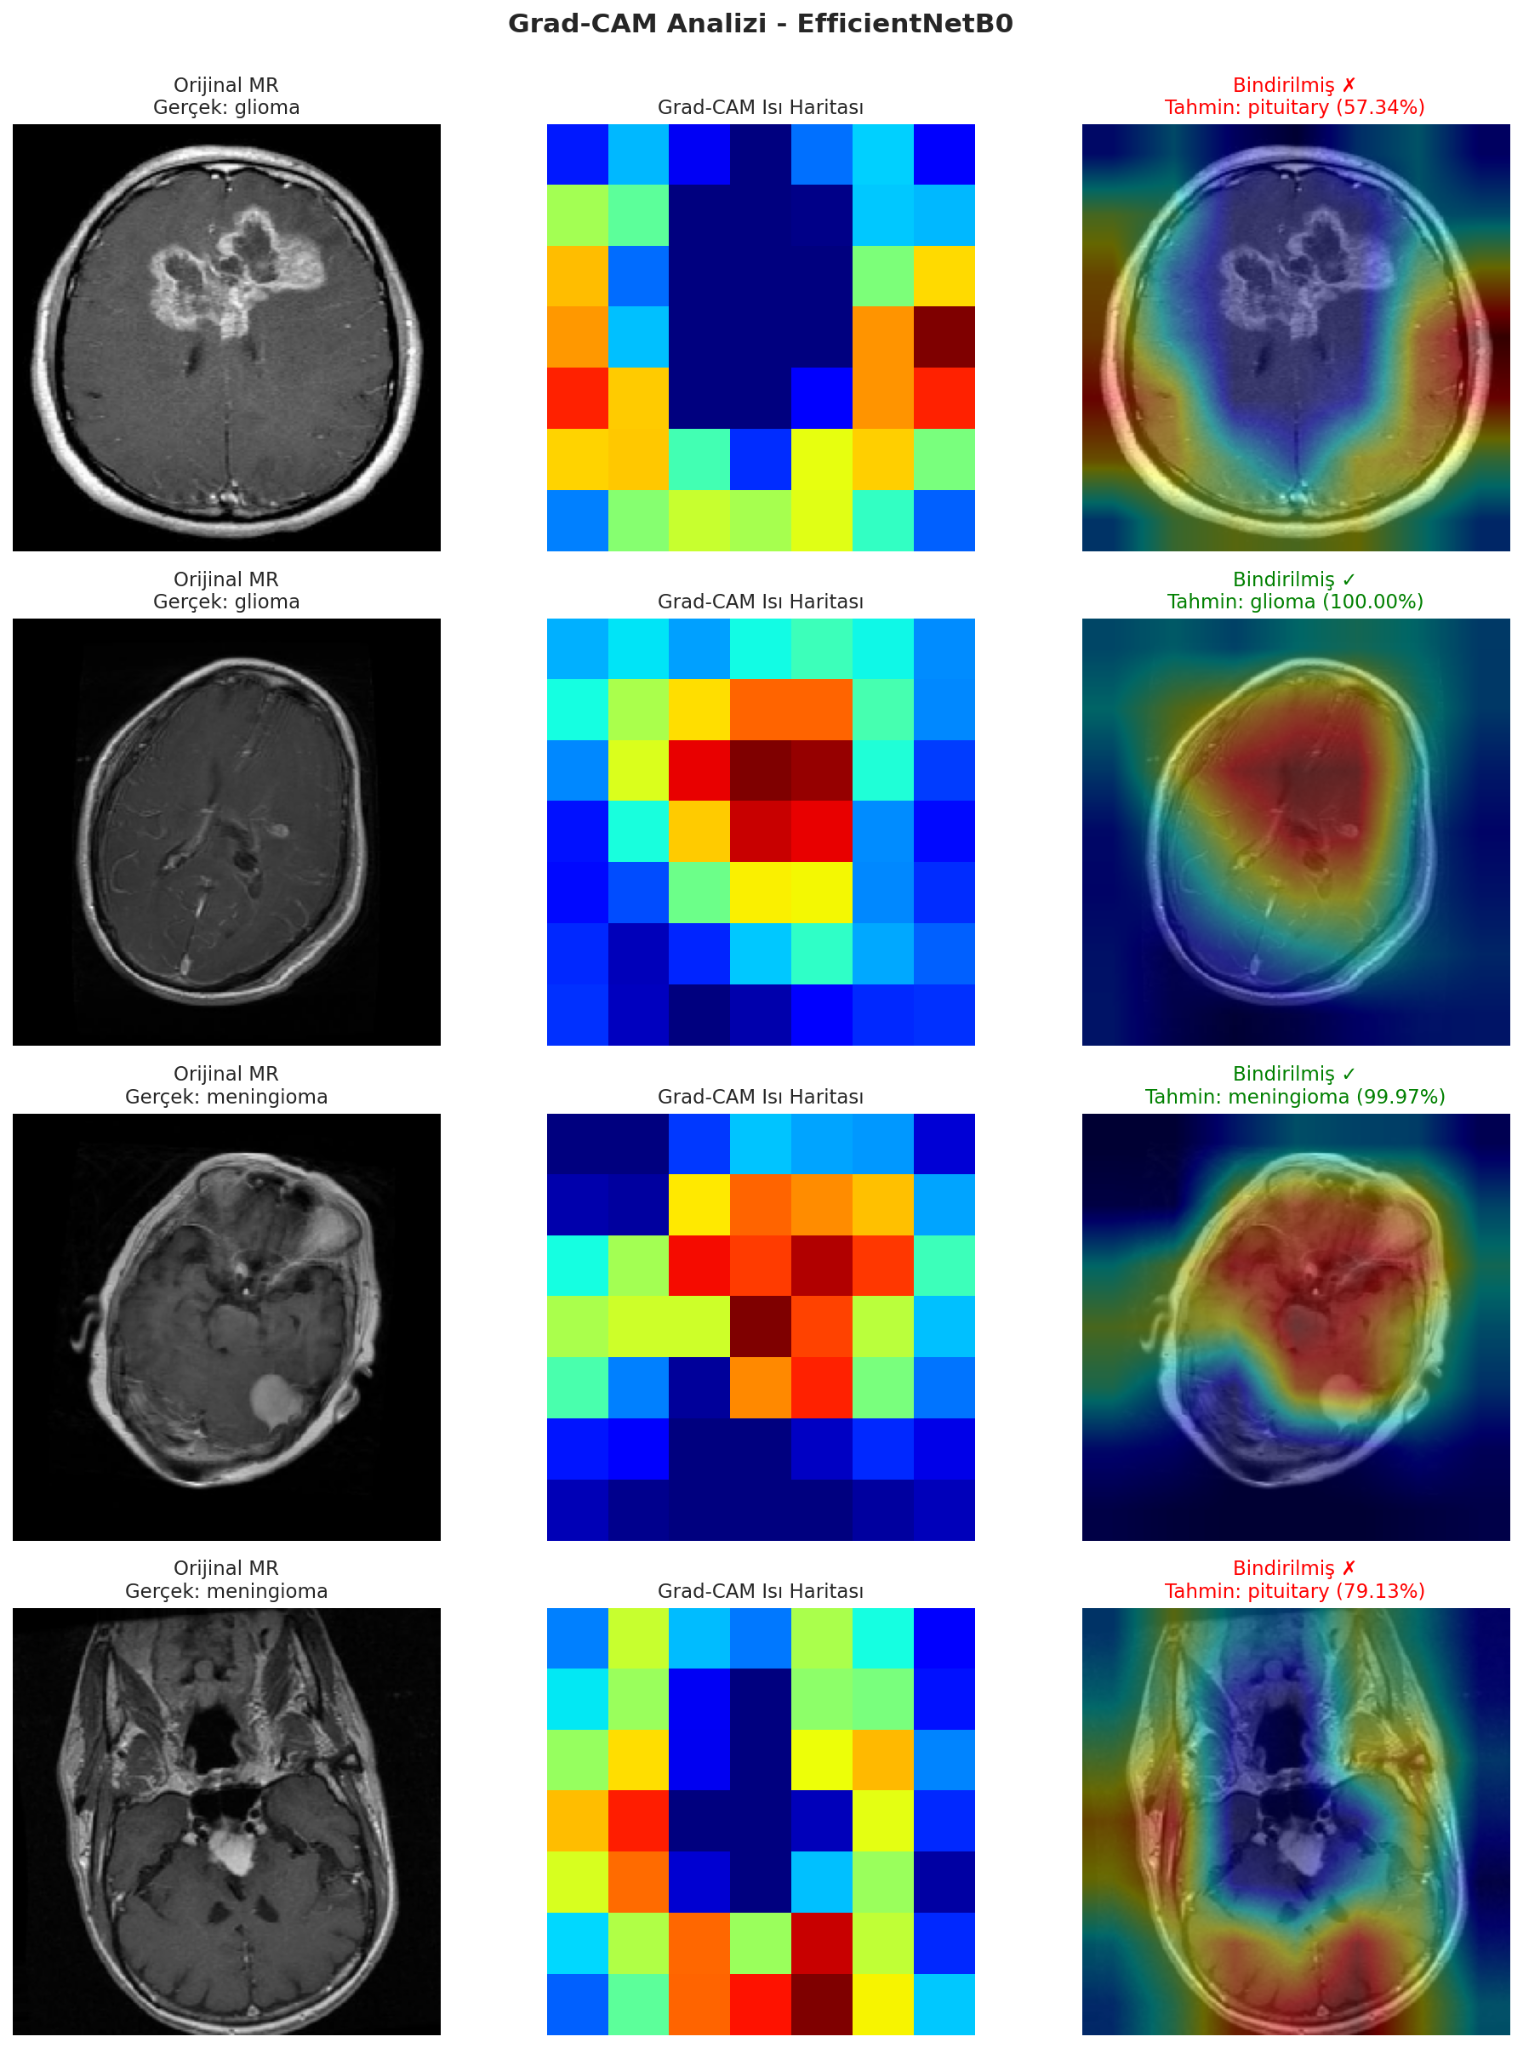 Grad-CAM Analizi - EfficientNetB0
Orijinal MR
Gerçek: glioma
Grad-CAM Isı Haritası
Bindirilmiş ✗
Tahmin: pituitary (57.34%)
Orijinal MR
Gerçek: glioma
Grad-CAM Isı Haritası
Bindirilmiş ✓
Tahmin: glioma (100.00%)
Orijinal MR
Gerçek: meningioma
Grad-CAM Isı Haritası
Bindirilmiş ✓
Tahmin: meningioma (99.97%)
Orijinal MR
Gerçek: meningioma
Grad-CAM Isı Haritası
Bindirilmiş ✗
Tahmin: pituitary (79.13%)